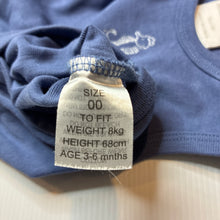 SIZE
00
TO FIT
WEIGHT 8kg
HEIGHT 68cm
AGE 3-6 mnths